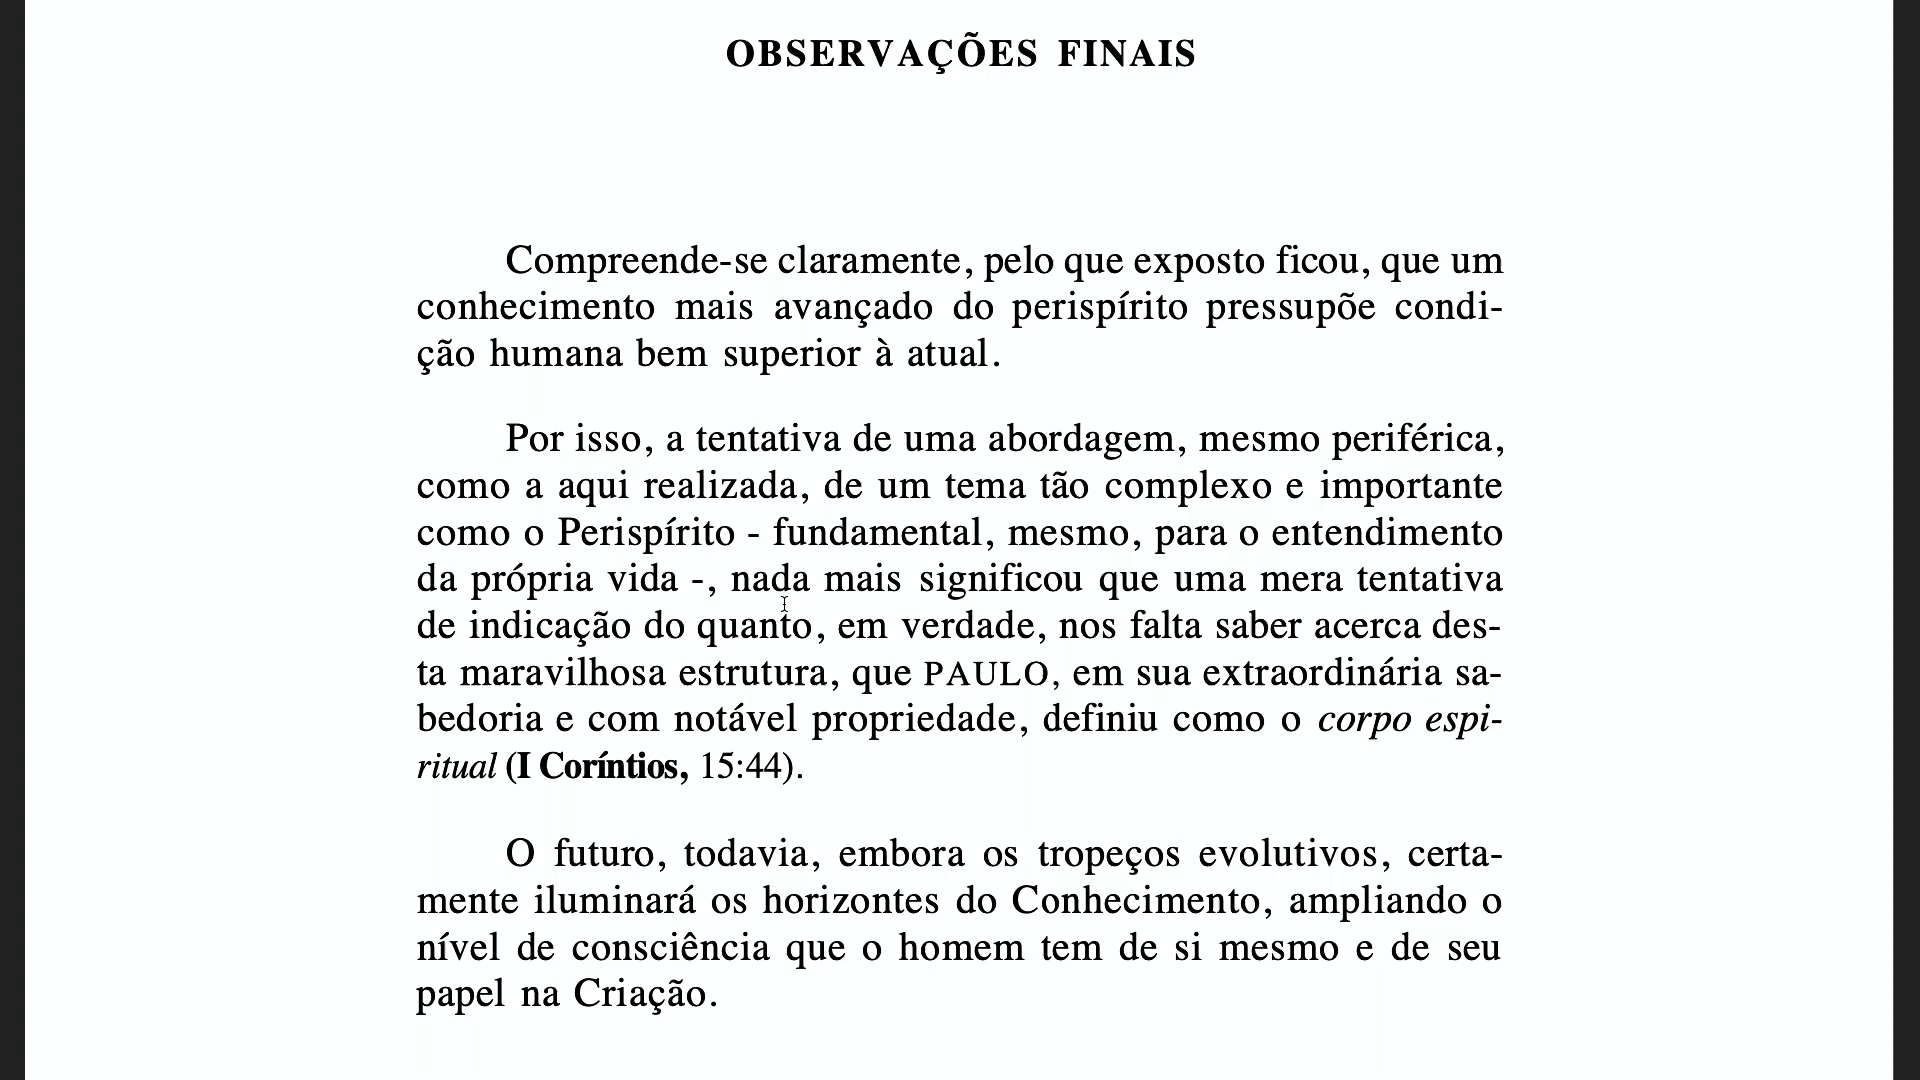 OBSERVAÇÕES FINAIS
Compreende-se claramente, pelo que exposto ficou, que um
conhecimento mais avançado do perispírito pressupõe condi-
ção humana bem superior à atual.
Por isso, a tentativa de uma abordagem, mesmo periférica,
como a aqui realizada, de um tema tão complexo e importante
como o Perispírito - fundamental, mesmo, para o entendimento
da própria vida -, nada mais significou que uma mera tentativa
de indicação do quanto, em verdade, nos falta saber acerca des-
ta maravilhosa estrutura, que PAULO, em sua extraordinária sa-
bedoria e com notável propriedade, definiu como o corpo espi-
ritual (I Coríntios, 15:44).
O futuro, todavia, embora os tropeços evolutivos, certa-
mente iluminará os horizontes do Conhecimento, ampliando o
nível de consciência que o homem tem de si mesmo e de seu
papel na Criação.